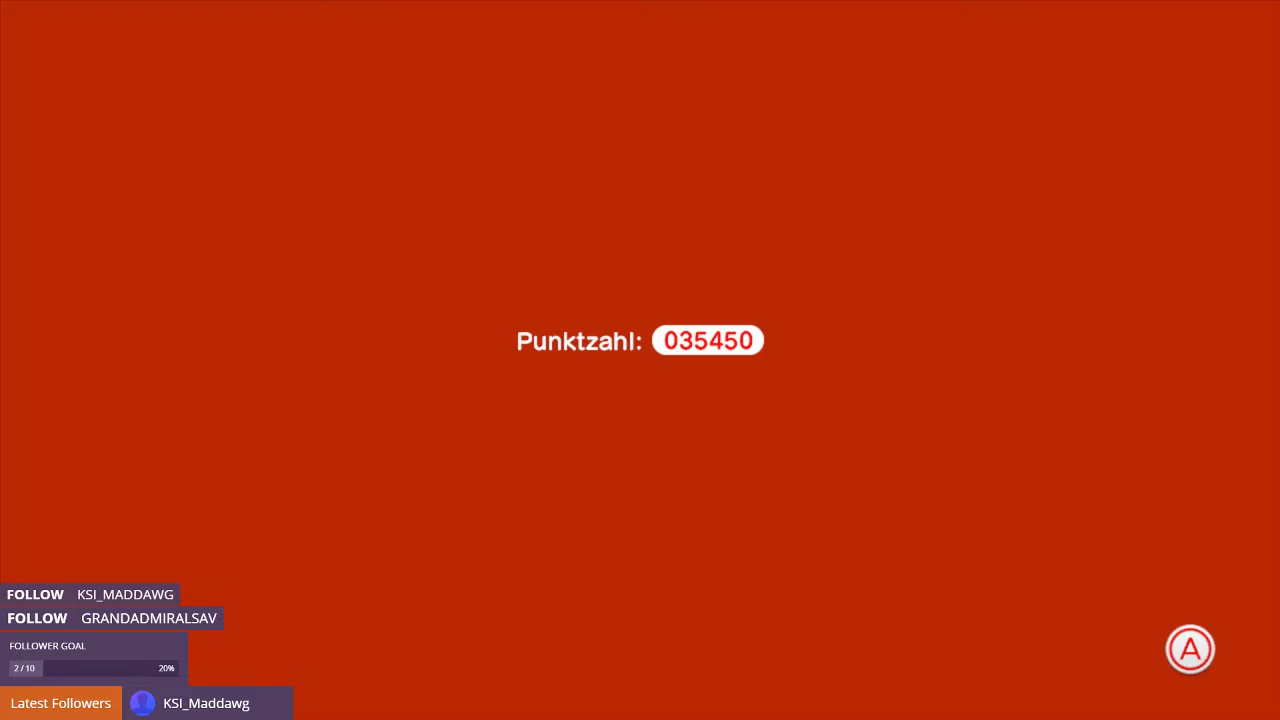 Punktzahl: 035450
FOLLOW KSI_MADDAWG
FOLLOW GRANDADMIRALSAV
FOLLOWER GOAL
2 / 10 20%
Latest Followers KSI_Maddawg
A